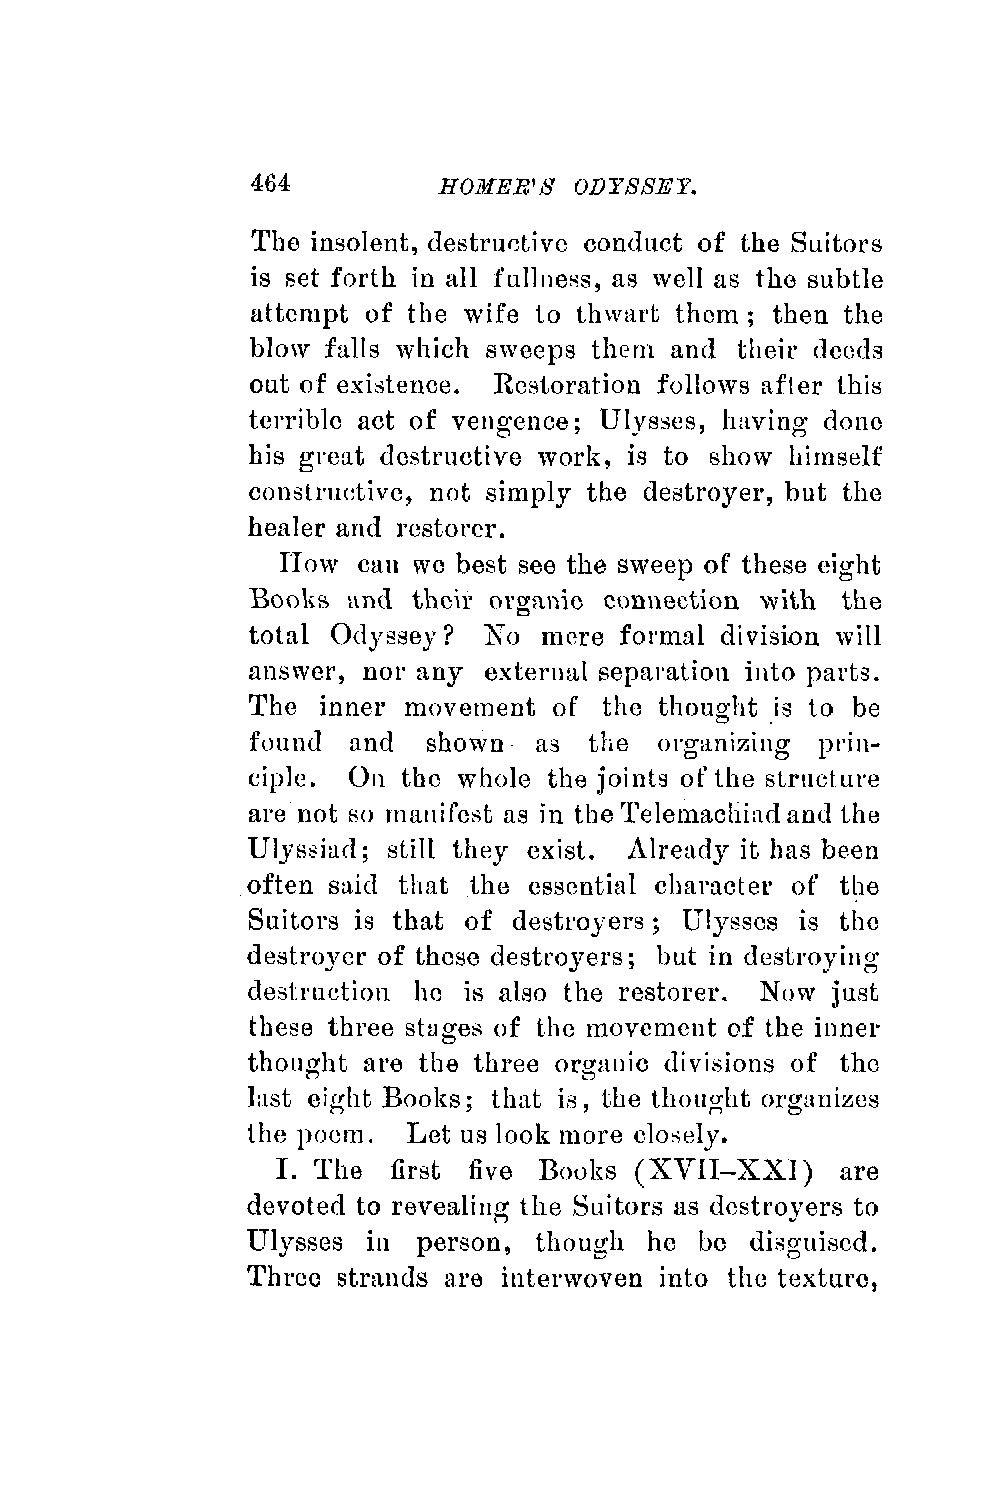 464 HOMER'S ODYSSEY.
The insolent, destructive conduct of the Suitors
is set forth in all fullness, as well as the subtle
attempt of the wife to thwart them; then the
blow falls which sweeps them and their deeds
out of existence. Restoration follows after this
terrible act of vengence; Ulysses, having done
his great destructive work, is to show himself
constructive, not simply the destroyer, but the
healer and restorer.
How can we best see the sweep of these eight
Books and their organic connection with the
total Odyssey? No mere formal division will
answer, nor any external separation into parts.
The inner movement of the thought is to be
found and shown as the organizing prin-
ciple. On the whole the joints of the structure
are not so manifest as in the Telemachiad and the
Ulyssiad; still they exist. Already it has been
often said that the essential character of the
Suitors is that of destroyers; Ulysses is the
destroyer of these destroyers; but in destroying
destruction he is also the restorer. Now just
these three stages of the movement of the inner
thought are the three organic divisions of the
last eight Books; that is, the thought organizes
the poem. Let us look more closely.
I. The first five Books (XVII–XXI) are
devoted to revealing the Suitors as destroyers to
Ulysses in person, though he be disguised.
Three strands are interwoven into the texture,